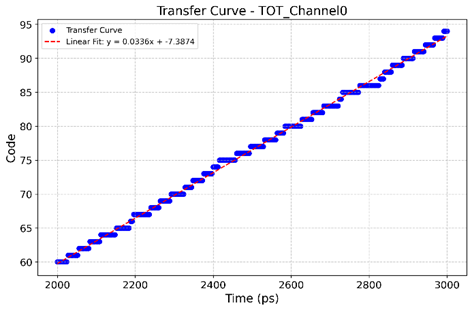 Transfer Curve - TOT_Channel0
Transfer Curve
Linear Fit: y = 0.0336x + -7.3874
Code
95
90
85
80
75
70
65
60
2000 2200 2400 2600 2800 3000
Time (ps)